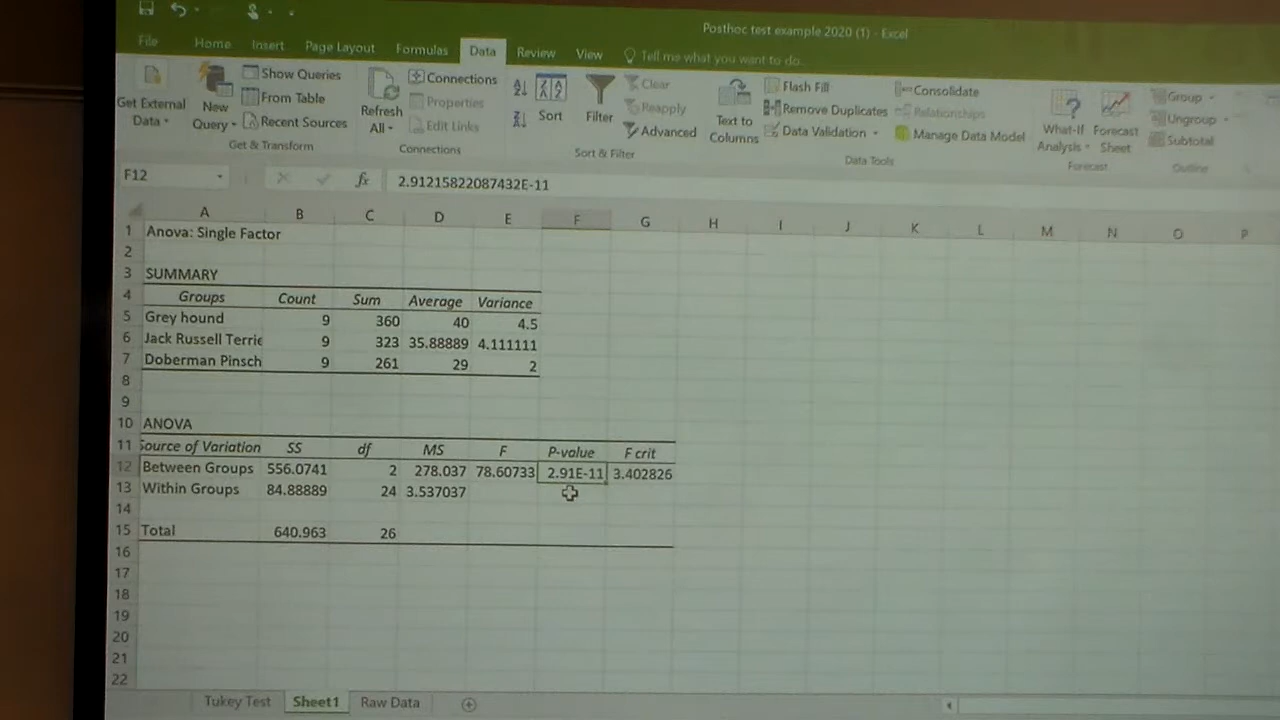 Posthoc test example 2020 (1) - Excel
File Home Insert Page Layout Formulas Data Review View Tell me what you want to do..
Get External Data
New Query
Show Queries
From Table
Recent Sources
Get & Transform
Refresh All
Connections
Properties
Edit Links
Connections
Sort
Filter
Clear
Reapply
Advanced
Sort & Filter
Text to Columns
Flash Fill
Remove Duplicates
Data Validation
Consolidate
Relationships
Manage Data Model
Data Tools
What-If Analysis
Forecast Sheet
Forecast
Group
Ungroup
Subtotal
Outline
F12 fx 2.91215822087432E-11
A B C D E F G H I J K L M N O P
1 Anova: Single Factor
2
3 SUMMARY
4 Groups Count Sum Average Variance
5 Grey hound 9 360 40 4.5
6 Jack Russell Terrie 9 323 35.88889 4.111111
7 Doberman Pinsch 9 261 29 2
8
9
10 ANOVA
11 Source of Variation SS df MS F P-value F crit
12 Between Groups 556.0741 2 278.037 78.60733 2.91E-11 3.402826
13 Within Groups 84.88889 24 3.537037
14
15 Total 640.963 26
16
17
18
19
20
21
22
Tukey Test Sheet1 Raw Data